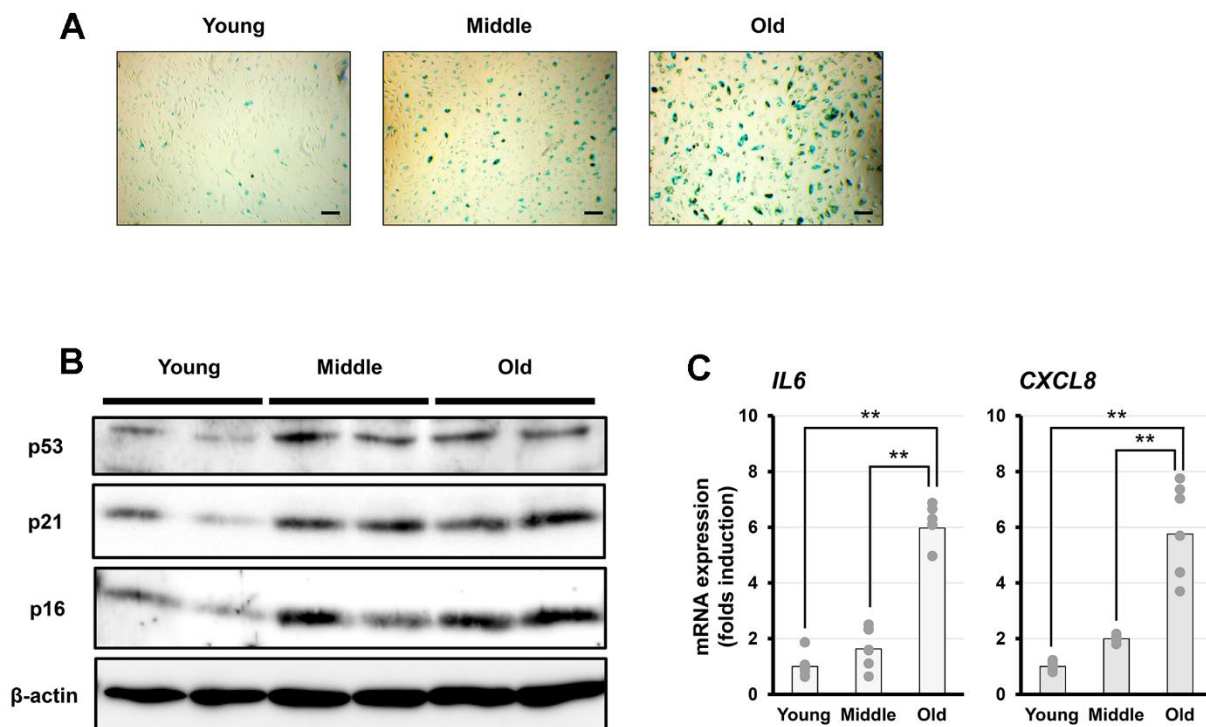 A
Young
Middle
Old
B
Young
Middle
Old
p53
p21
p16
β-actin
C
IL6
CXCL8
mRNA expression
(folds induction)
10
8
6
4
2
0
**
**
Young
Middle
Old
10
8
6
4
2
0
**
**
Young
Middle
Old